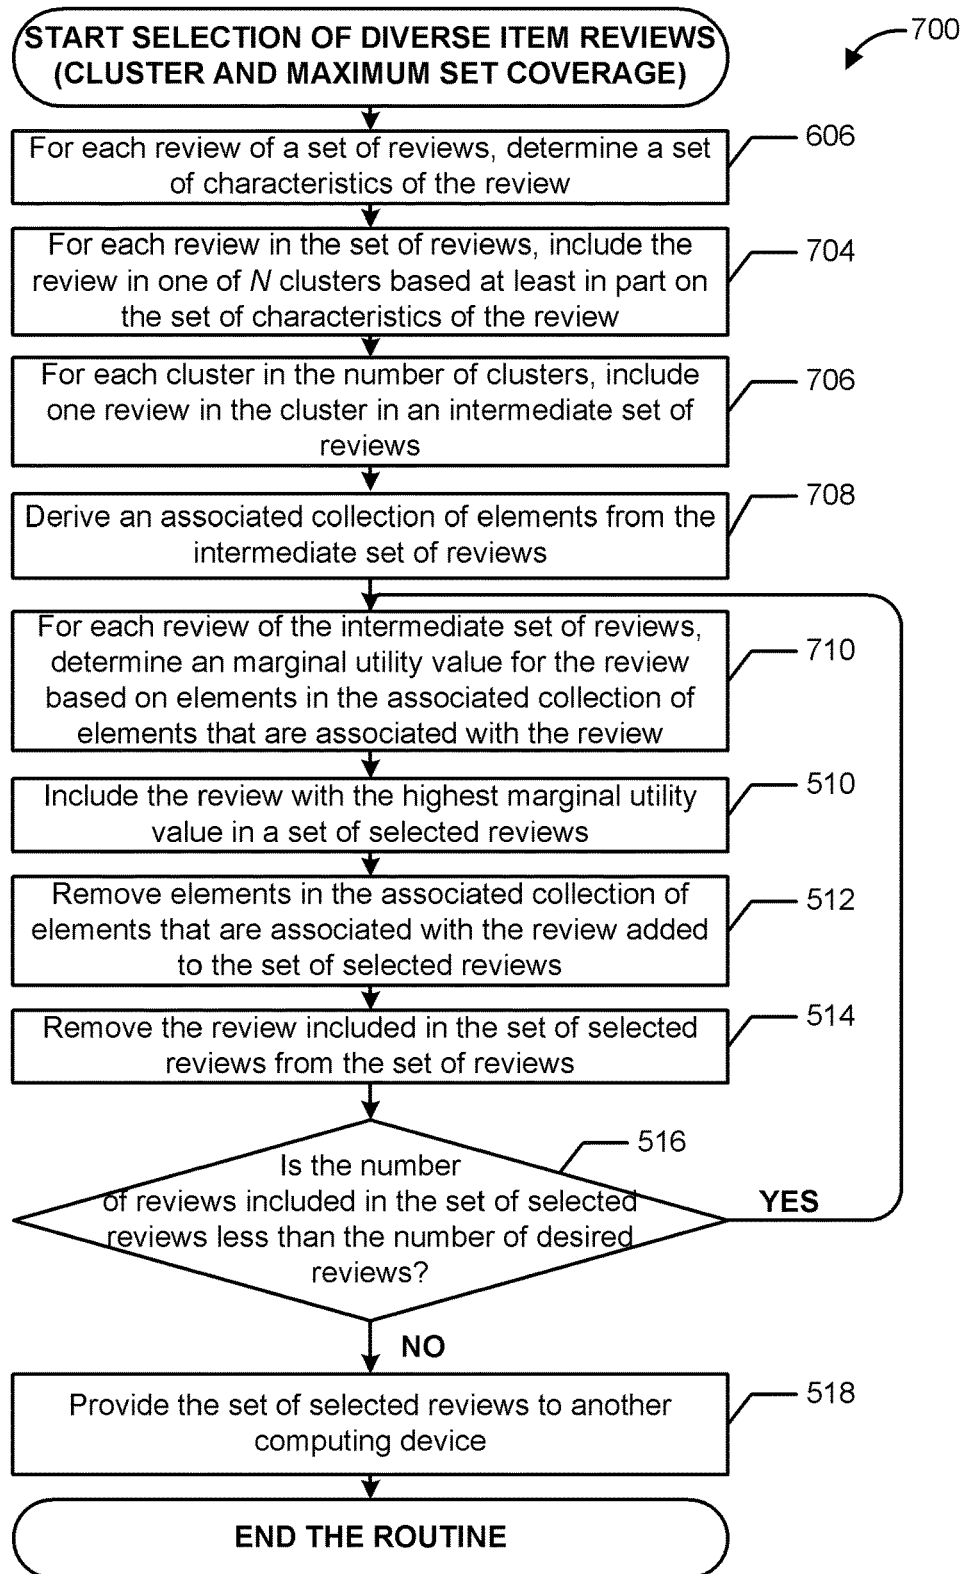 START SELECTION OF DIVERSE ITEM REVIEWS
(CLUSTER AND MAXIMUM SET COVERAGE)
700
For each review of a set of reviews, determine a set
of characteristics of the review
606
For each review in the set of reviews, include the
review in one of N clusters based at least in part on
the set of characteristics of the review
704
For each cluster in the number of clusters, include
one review in the cluster in an intermediate set of
reviews
706
Derive an associated collection of elements from the
intermediate set of reviews
708
For each review of the intermediate set of reviews,
determine an marginal utility value for the review
based on elements in the associated collection of
elements that are associated with the review
710
Include the review with the highest marginal utility
value in a set of selected reviews
510
Remove elements in the associated collection of
elements that are associated with the review added
to the set of selected reviews
512
Remove the review included in the set of selected
reviews from the set of reviews
514
Is the number
of reviews included in the set of selected
reviews less than the number of desired
reviews?
516
YES
NO
Provide the set of selected reviews to another
computing device
518
END THE ROUTINE